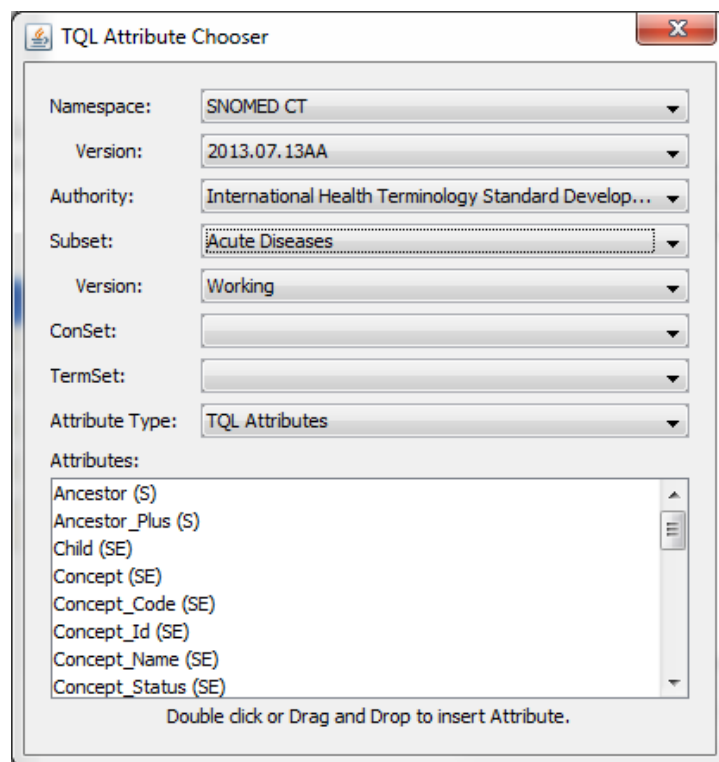 TQL Attribute Chooser
Namespace: SNOMED CT
Version: 2013.07.13AA
Authority: International Health Terminology Standard Develop...
Subset: Acute Diseases
Version: Working
ConSet:
TermSet:
Attribute Type: TQL Attributes
Attributes:
Ancestor (S)
Ancestor_Plus (S)
Child (SE)
Concept (SE)
Concept_Code (SE)
Concept_Id (SE)
Concept_Name (SE)
Concept_Status (SE)
Double click or Drag and Drop to insert Attribute.